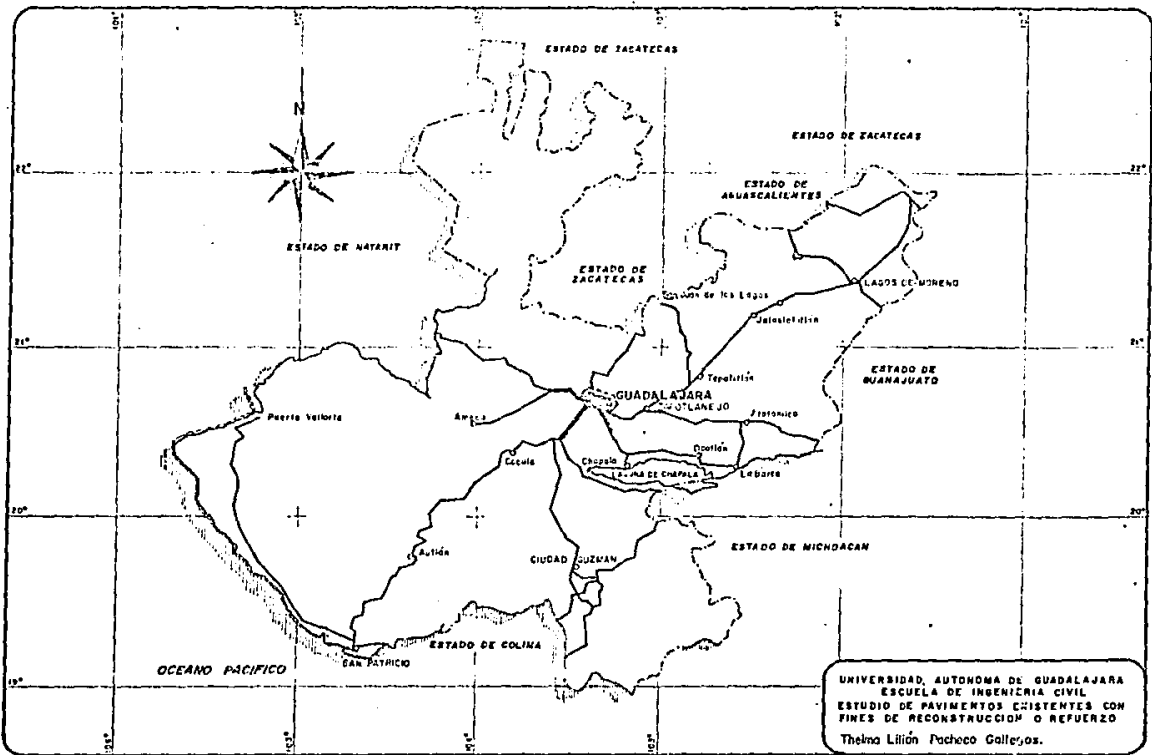 ESTADO DE ZACATECAS
N
ESTADO DE ZACATECAS
22°
22°
ESTADO DE
AGUASCALIENTES
ESTADO DE NAYARIT
ESTADO DE
ZACATECAS
LAGOS DE MORENO
Juan de los Lagos
Jalostotitlán
21°
21°
ESTADO DE
GUANAJUATO
Tepatitlán
GUADALAJARA
Puerto Vallarta
Ameca
ZOTLANEJO
Atotonilco
Cocula
Chapala
Ocotlán
LAGUNA DE CHAPALA
La Barca
20°
20°
Autlán
CIUDAD GUZMAN
ESTADO DE MICHOACAN
ESTADO DE COLIMA
SAN PATRICIO
OCEANO PACIFICO
19°
UNIVERSIDAD AUTONOMA DE GUADALAJARA
ESCUELA DE INGENIERIA CIVIL
ESTUDIO DE PAVIMENTOS EXISTENTES CON
FINES DE RECONSTRUCCION O REFUERZO
Thelma Lilián Pacheco Gallegos.